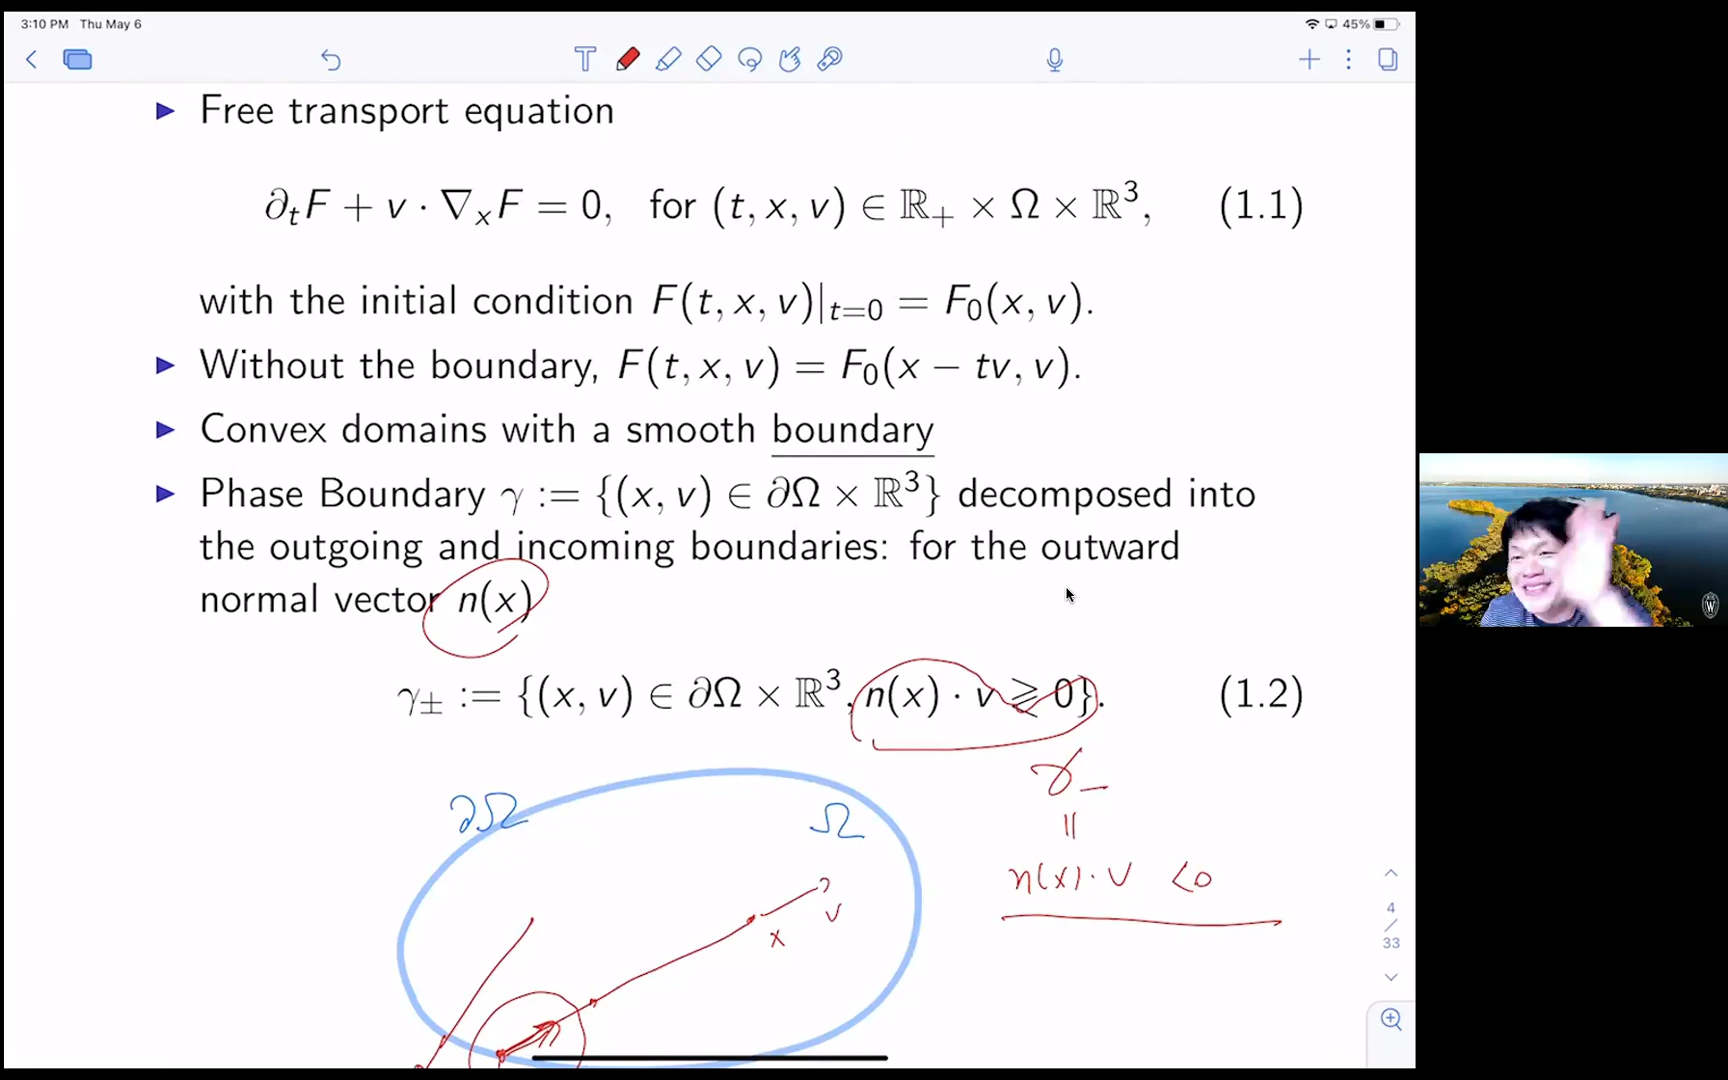 3:10 PM Thu May 6
45%
▶ Free transport equation
∂ₜF + v · ∇ₓF = 0, for (t, x, v) ∈ ℝ₊ × Ω × ℝ³, (1.1)
with the initial condition F(t, x, v)|ₜ₌₀ = F₀(x, v).
▶ Without the boundary, F(t, x, v) = F₀(x − tv, v).
▶ Convex domains with a smooth boundary
▶ Phase Boundary γ := {(x, v) ∈ ∂Ω × ℝ³} decomposed into
the outgoing and incoming boundaries: for the outward
normal vector n(x)
γ± := {(x, v) ∈ ∂Ω × ℝ³, n(x) · v ≷ 0}. (1.2)
γ₋
=
n(x) · v < 0
∂Ω
Ω
v
x
4
/
33
W